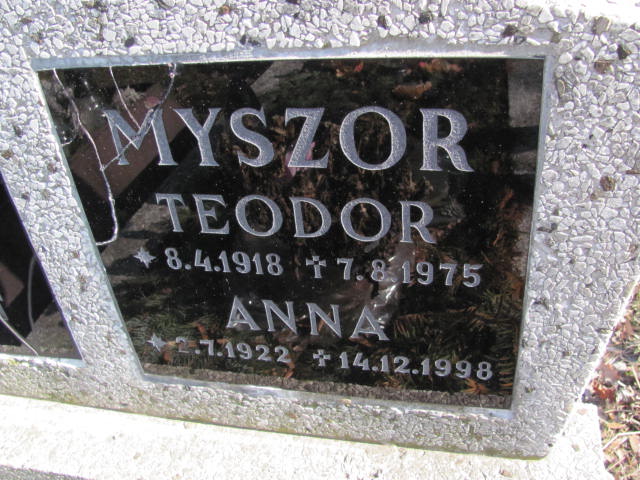 MYSZOR
TEODOR
* 8.4.1918 ✝ 7.8.1975
ANNA
* 2.7.1922 ✝ 14.12.1998